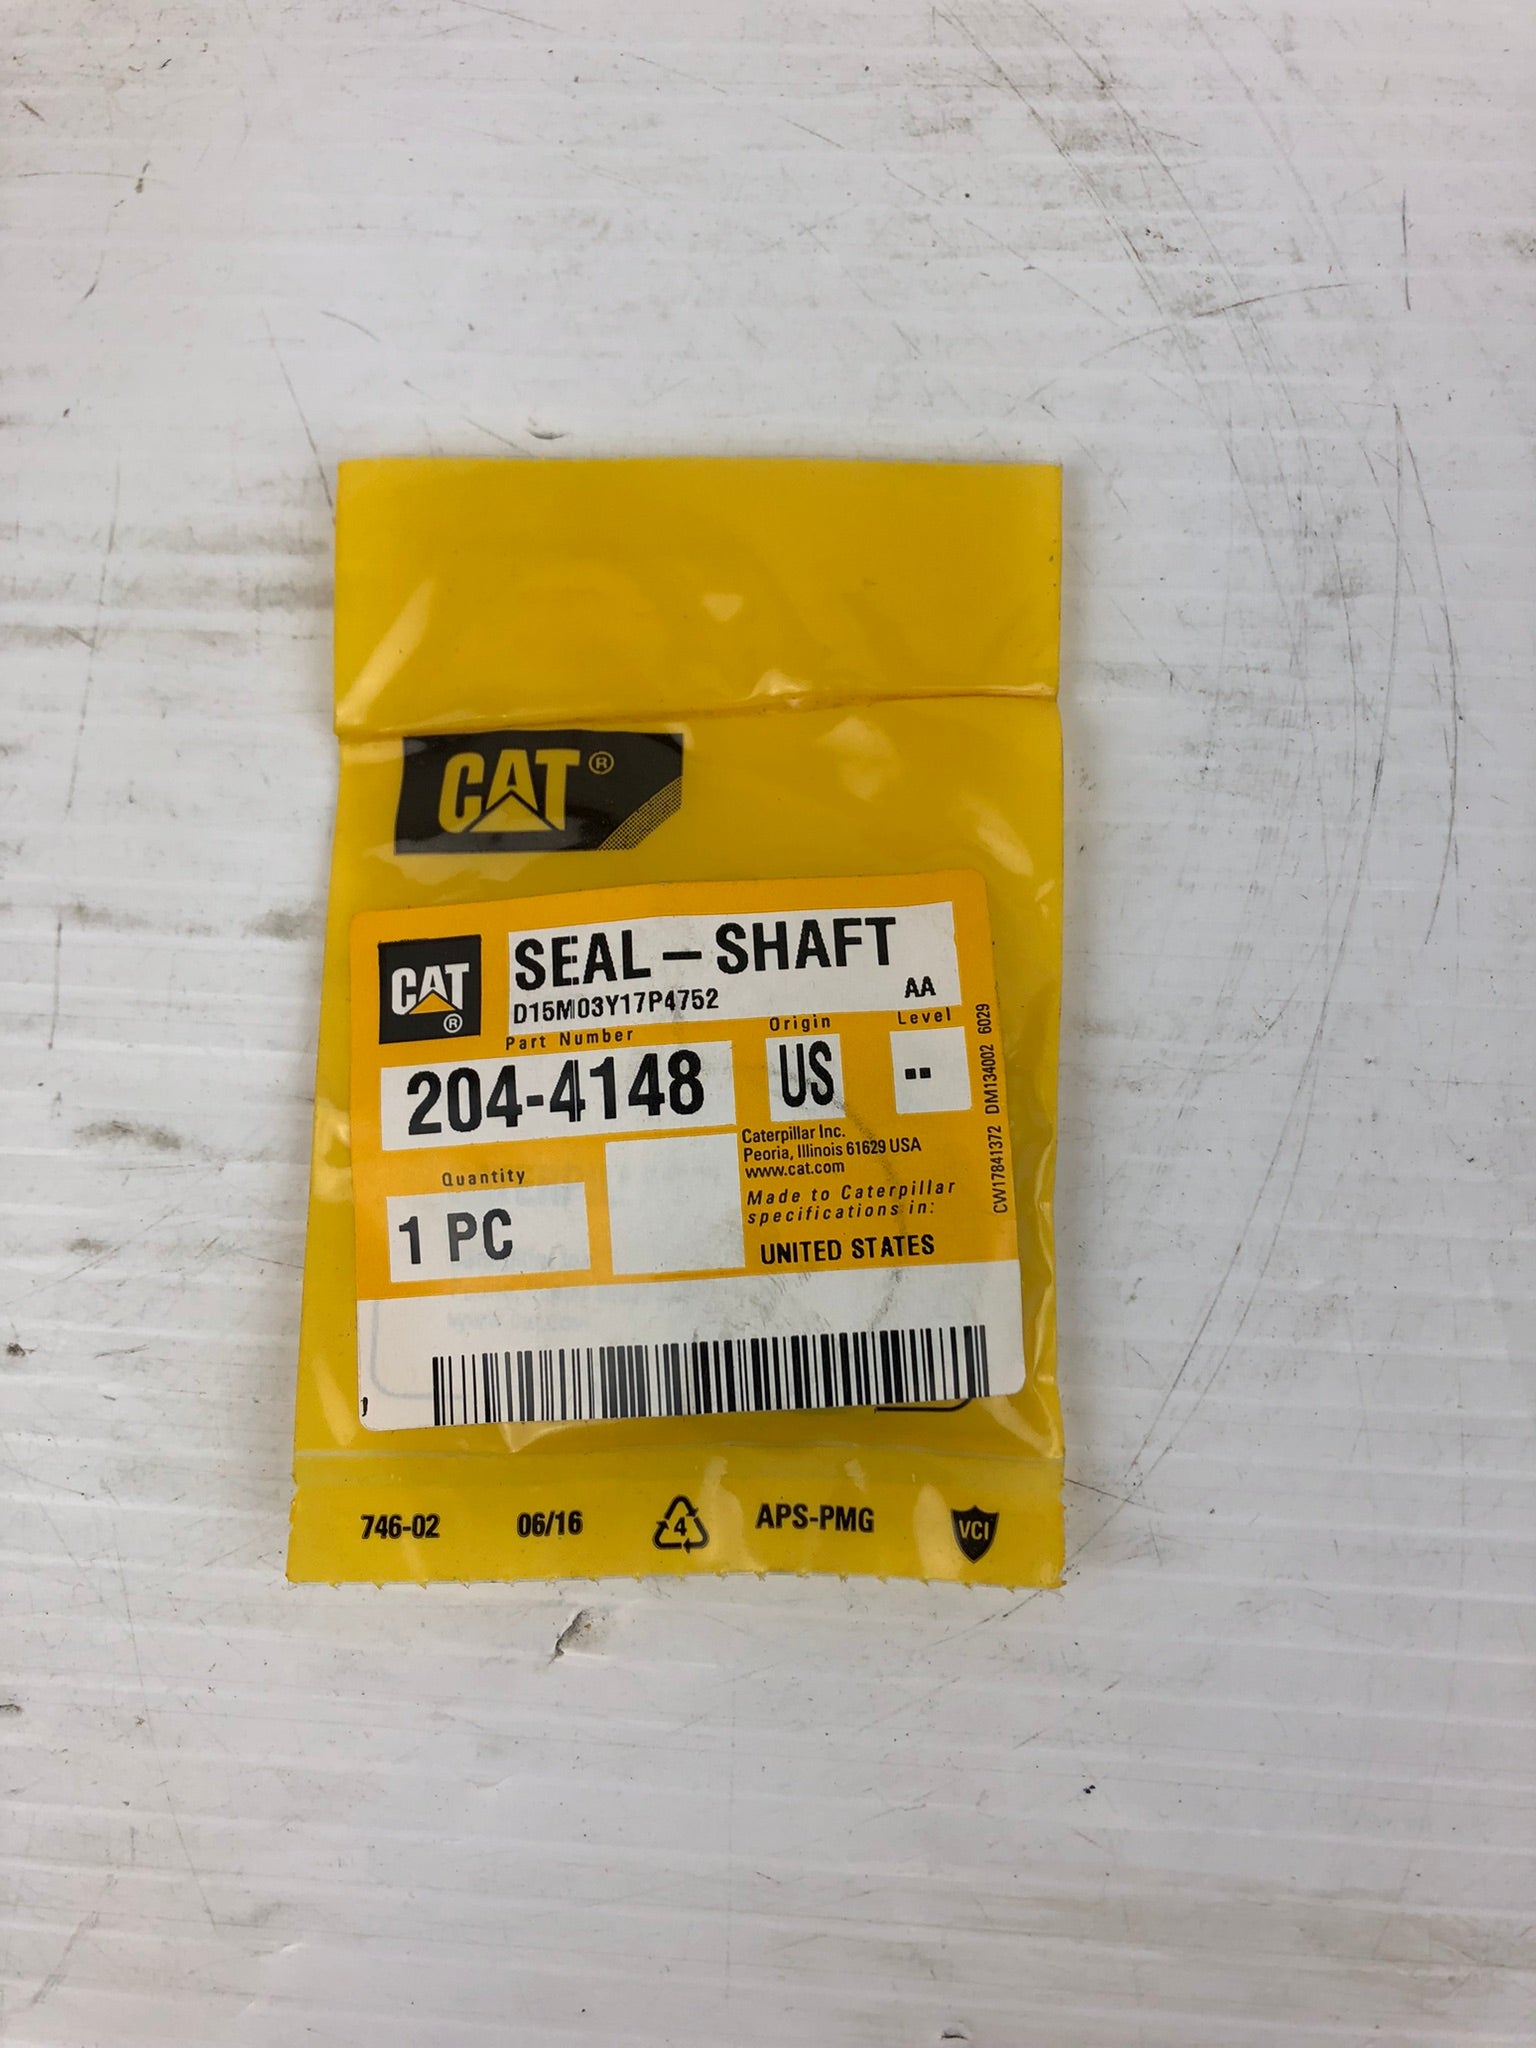 CAT®
CAT®
SEAL-SHAFT
D15M03Y17P4752 AA
Part Number Origin Level
204-4148 US --
Caterpillar Inc.
Peoria, Illinois 61629 USA
www.cat.com
Quantity
1 PC
Made to Caterpillar
specifications in:
UNITED STATES
CW17841372 DM134002 6029
746-02 06/16 4 APS-PMG VCI